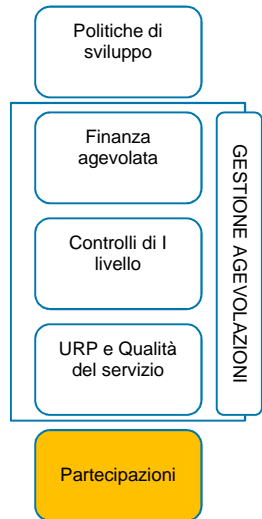 Politiche di
sviluppo
Finanza
agevolata
GESTIONE AGEVOLAZIONI
Controlli di I
livello
URP e Qualità
del servizio
Partecipazioni